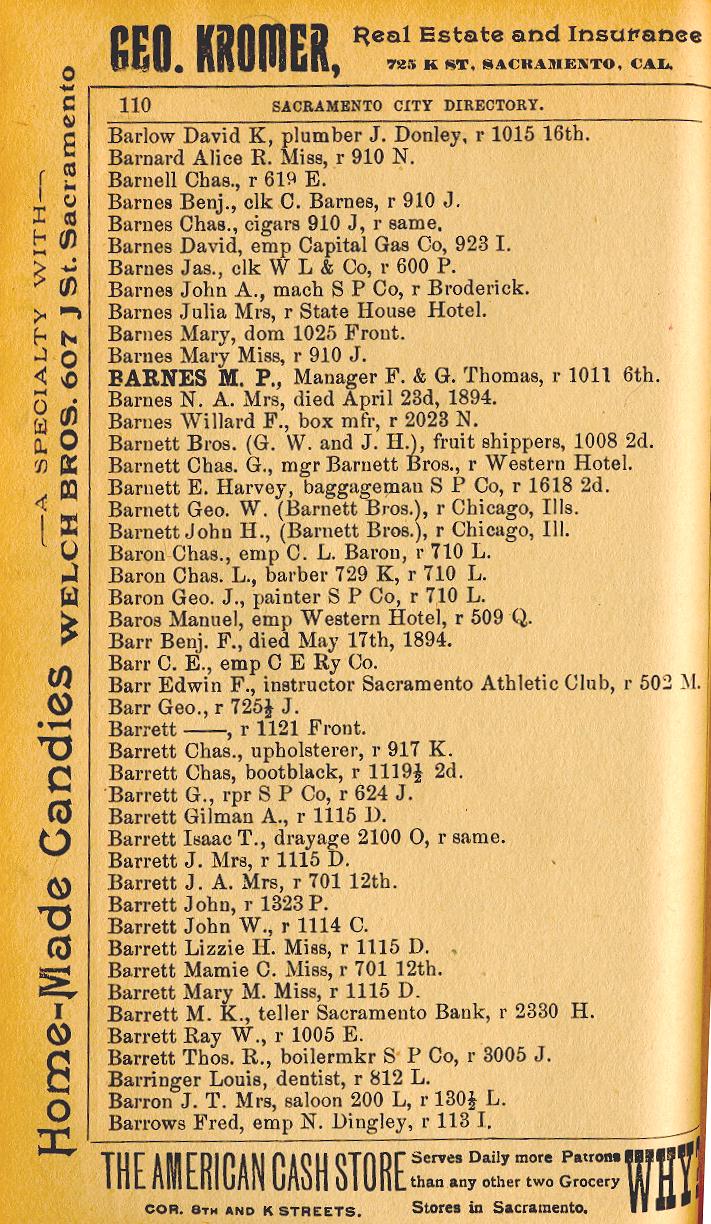 GEO. KROMER, Real Estate and Insurance
725 K ST, SACRAMENTO, CAL.
110 SACRAMENTO CITY DIRECTORY.
Barlow David K, plumber J. Donley, r 1015 16th.
Barnard Alice R. Miss, r 910 N.
Barnell Chas., r 619 E.
Barnes Benj., clk C. Barnes, r 910 J.
Barnes Chas., cigars 910 J, r same.
Barnes David, emp Capital Gas Co, 923 I.
Barnes Jas., clk W L & Co, r 600 P.
Barnes John A., mach S P Co, r Broderick.
Barnes Julia Mrs, r State House Hotel.
Barnes Mary, dom 1025 Front.
Barnes Mary Miss, r 910 J.
BARNES M. P., Manager F. & G. Thomas, r 1011 6th.
Barnes N. A. Mrs, died April 23d, 1894.
Barnes Willard F., box mfr, r 2023 N.
Barnett Bros. (G. W. and J. H.), fruit shippers, 1008 2d.
Barnett Chas. G., mgr Barnett Bros., r Western Hotel.
Barnett E. Harvey, baggageman S P Co, r 1618 2d.
Barnett Geo. W. (Barnett Bros.), r Chicago, Ills.
Barnett John H., (Barnett Bros.), r Chicago, Ill.
Baron Chas., emp C. L. Baron, r 710 L.
Baron Chas. L., barber 729 K, r 710 L.
Baron Geo. J., painter S P Co, r 710 L.
Baros Manuel, emp Western Hotel, r 509 Q.
Barr Benj. F., died May 17th, 1894.
Barr C. E., emp C E Ry Co.
Barr Edwin F., instructor Sacramento Athletic Club, r 502 M.
Barr Geo., r 725½ J.
Barrett ——, r 1121 Front.
Barrett Chas., upholsterer, r 917 K.
Barrett Chas, bootblack, r 1119½ 2d.
Barrett G., rpr S P Co, r 624 J.
Barrett Gilman A., r 1115 D.
Barrett Isaac T., drayage 2100 O, r same.
Barrett J. Mrs, r 1115 D.
Barrett J. A. Mrs, r 701 12th.
Barrett John, r 1323 P.
Barrett John W., r 1114 C.
Barrett Lizzie H. Miss, r 1115 D.
Barrett Mamie C. Miss, r 701 12th.
Barrett Mary M. Miss, r 1115 D.
Barrett M. K., teller Sacramento Bank, r 2330 H.
Barrett Ray W., r 1005 E.
Barrett Thos. R., boilermkr S P Co, r 3005 J.
Barringer Louis, dentist, r 812 L.
Barron J. T. Mrs, saloon 200 L, r 130½ L.
Barrows Fred, emp N. Dingley, r 113 I.
Home-Made Candies
—A SPECIALTY WITH—
WELCH BROS. 607 J St. Sacramento
THE AMERICAN CASH STORE
COR. 8TH AND K STREETS.
Serves Daily more Patrons
than any other two Grocery
Stores in Sacramento.
WHY?